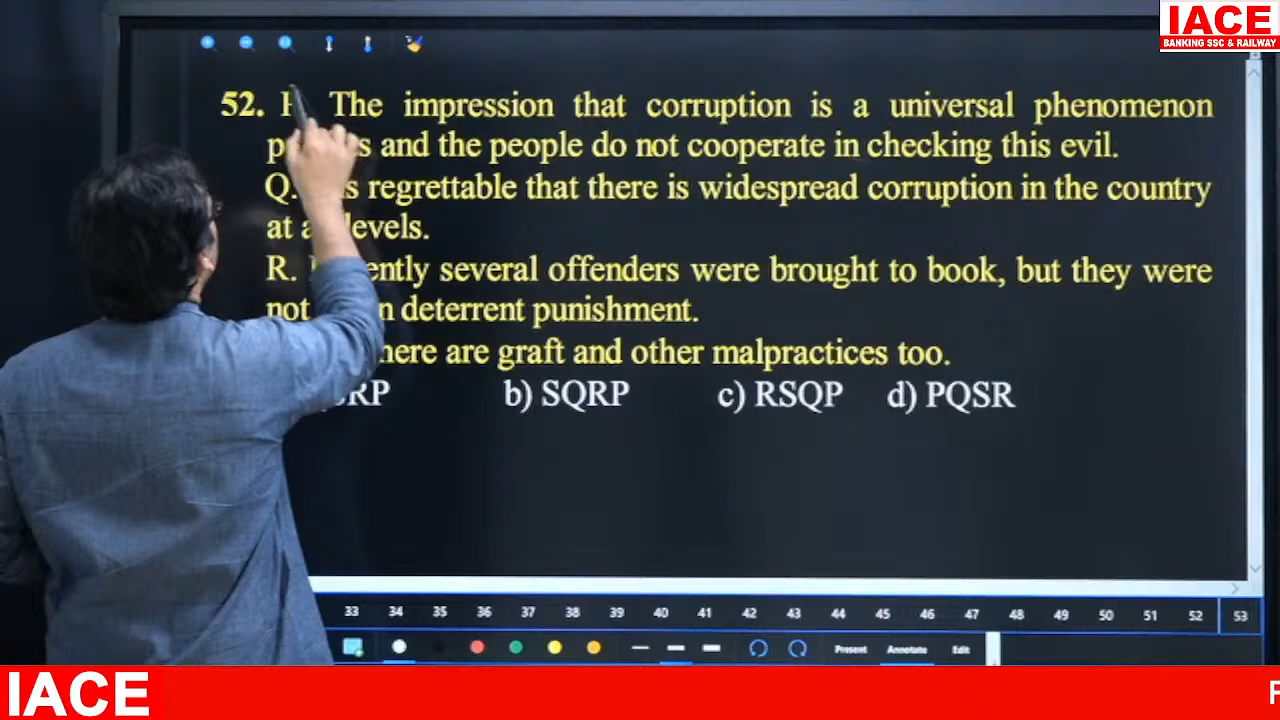 IACE
BANKING SSC & RAILWAY
52. The impression that corruption is a universal phenomenon
and the people do not cooperate in checking this evil.
Q. regrettable that there is widespread corruption in the country
at levels.
R. several offenders were brought to book, but they were
not deterrent punishment.
are graft and other malpractices too.
b) SQRP c) RSQP d) PQSR
33 34 35 36 37 38 39 40 41 42 43 44 45 46 47 48 49 50 51 52 53
Present Annotate Edit
IACE